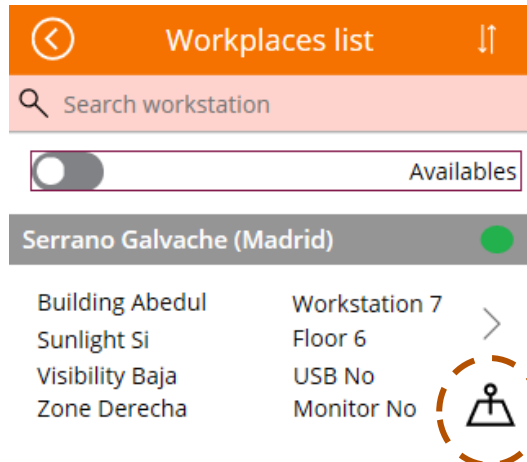 Workplaces list
Search workstation
Availables
Serrano Galvache (Madrid)
Building Abedul Workstation 7
Sunlight Si Floor 6
Visibility Baja USB No
Zone Derecha Monitor No